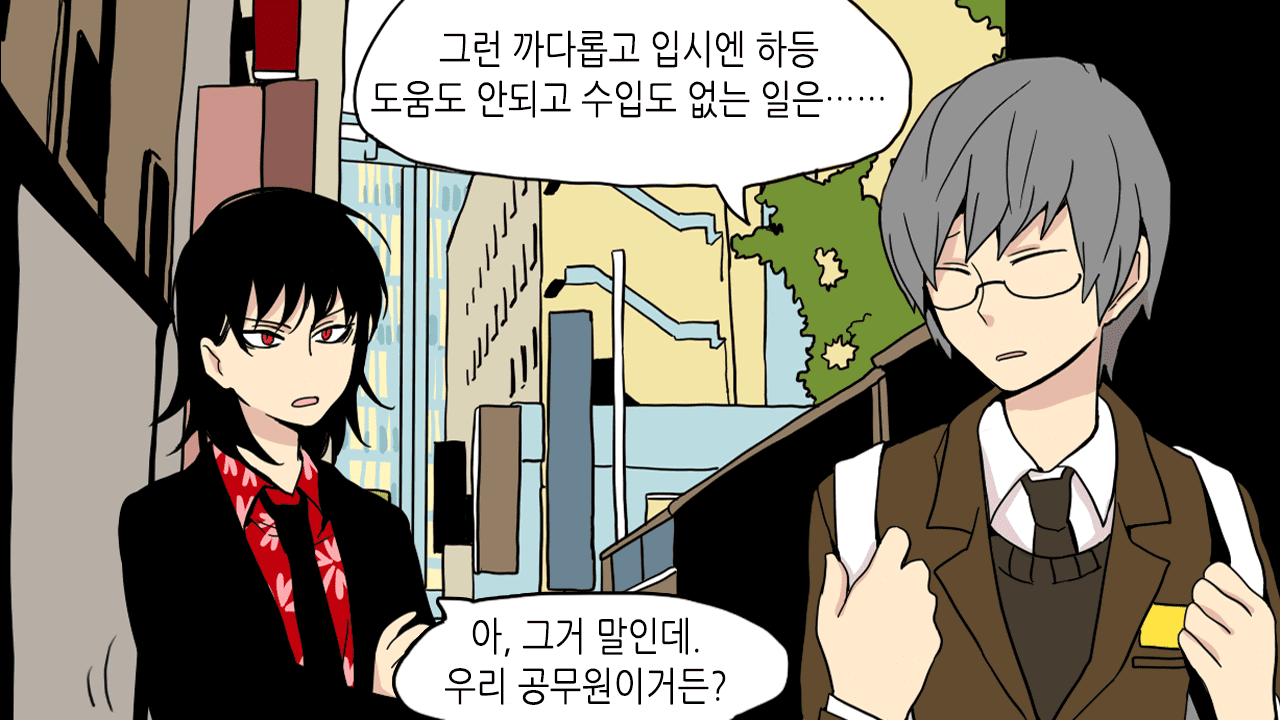 그런 까다롭고 입시엔 하등
도움도 안되고 수입도 없는 일은……
아, 그거 말인데.
우리 공무원이거든?